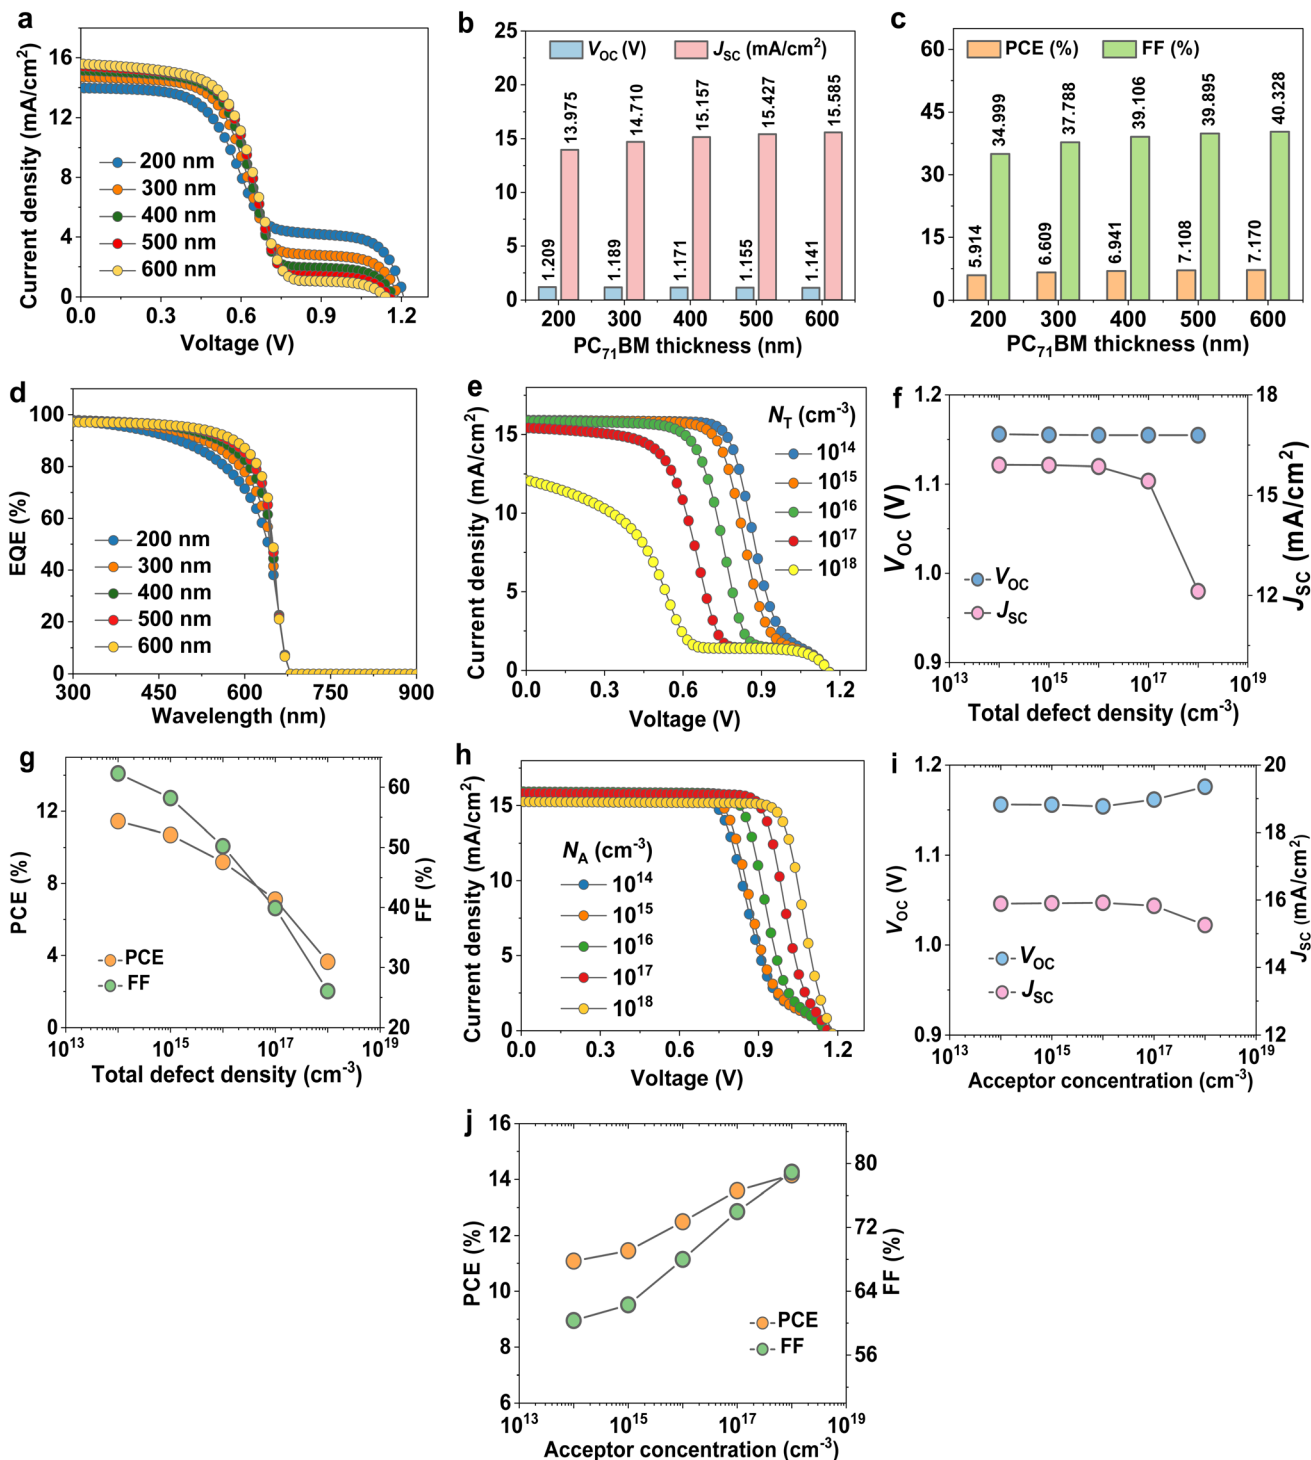 a
Current density (mA/cm²)
16
12
8
4
0
200 nm
300 nm
400 nm
500 nm
600 nm
0.0 0.3 0.6 0.9 1.2
Voltage (V)
b
25
20
15
10
5
0
V_OC (V) J_SC (mA/cm²)
1.209 13.975 1.189 14.710 1.171 15.157 1.155 15.427 1.141 15.585
200 300 400 500 600
PC₇₁BM thickness (nm)
c
60
45
30
15
0
PCE (%) FF (%)
5.914 34.999 6.609 37.788 6.941 39.106 7.108 39.895 7.170 40.328
200 300 400 500 600
PC₇₁BM thickness (nm)
d
EQE (%)
100
80
60
40
20
0
200 nm
300 nm
400 nm
500 nm
600 nm
300 450 600 750 900
Wavelength (nm)
e
Current density (mA/cm²)
15
10
5
0
N_T (cm⁻³)
10¹⁴
10¹⁵
10¹⁶
10¹⁷
10¹⁸
0.0 0.3 0.6 0.9 1.2
Voltage (V)
f
V_OC (V)
1.2
1.1
1.0
0.9
V_OC
J_SC
18
15
12
J_SC (mA/cm²)
10¹³ 10¹⁵ 10¹⁷ 10¹⁹
Total defect density (cm⁻³)
g
PCE (%)
12
8
4
0
PCE
FF
60
50
40
30
20
FF (%)
10¹³ 10¹⁵ 10¹⁷ 10¹⁹
Total defect density (cm⁻³)
h
Current density (mA/cm²)
15
10
5
0
N_A (cm⁻³)
10¹⁴
10¹⁵
10¹⁶
10¹⁷
10¹⁸
0.0 0.3 0.6 0.9 1.2
Voltage (V)
i
V_OC (V)
1.2
1.1
1.0
0.9
V_OC
J_SC
20
18
16
14
12
J_SC (mA/cm²)
10¹³ 10¹⁵ 10¹⁷ 10¹⁹
Acceptor concentration (cm⁻³)
j
PCE (%)
16
14
12
10
8
6
PCE
FF
80
72
64
56
FF (%)
10¹³ 10¹⁵ 10¹⁷ 10¹⁹
Acceptor concentration (cm⁻³)